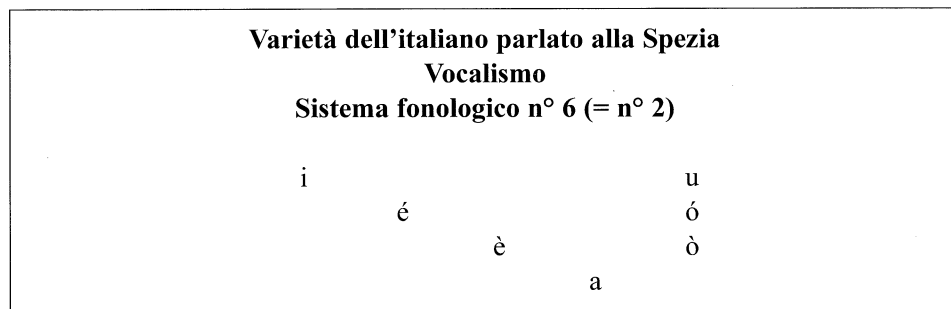 Varietà dell'italiano parlato alla Spezia
Vocalismo
Sistema fonologico n° 6 (= n° 2)
i u
é ó
è ò
a